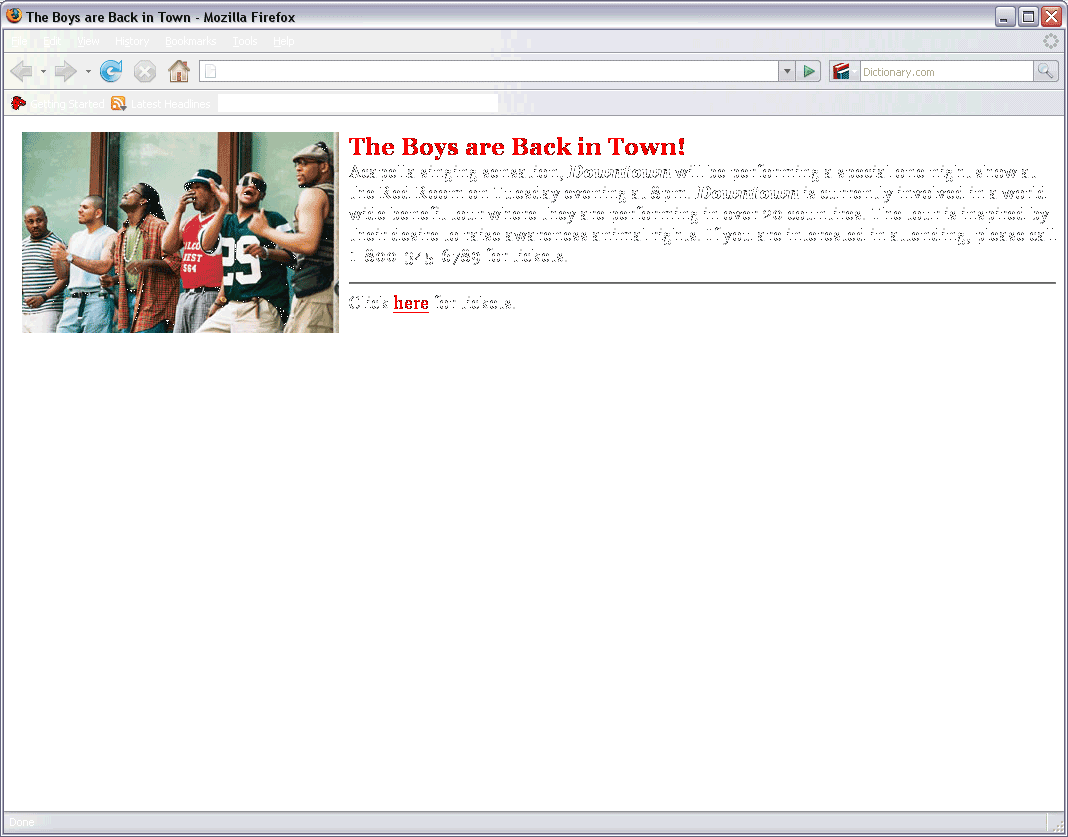 The Boys are Back in Town - Mozilla Firefox
File Edit View History Bookmarks Tools Help
Dictionary.com
Getting Started Latest Headlines
The Boys are Back in Town!
Acapella singing sensation, Downtown will be performing a special one night show at
the Red Room on Tuesday evening at 8pm. Downtown is currently involved in a world
wide benefit tour where they are performing in over 20 countries. The tour is inspired by
their desire to raise awareness animal rights. If you are interested in attending, please call
1-800-345-6789 for tickets.
Click here for tickets.
WEST
564
25
Done